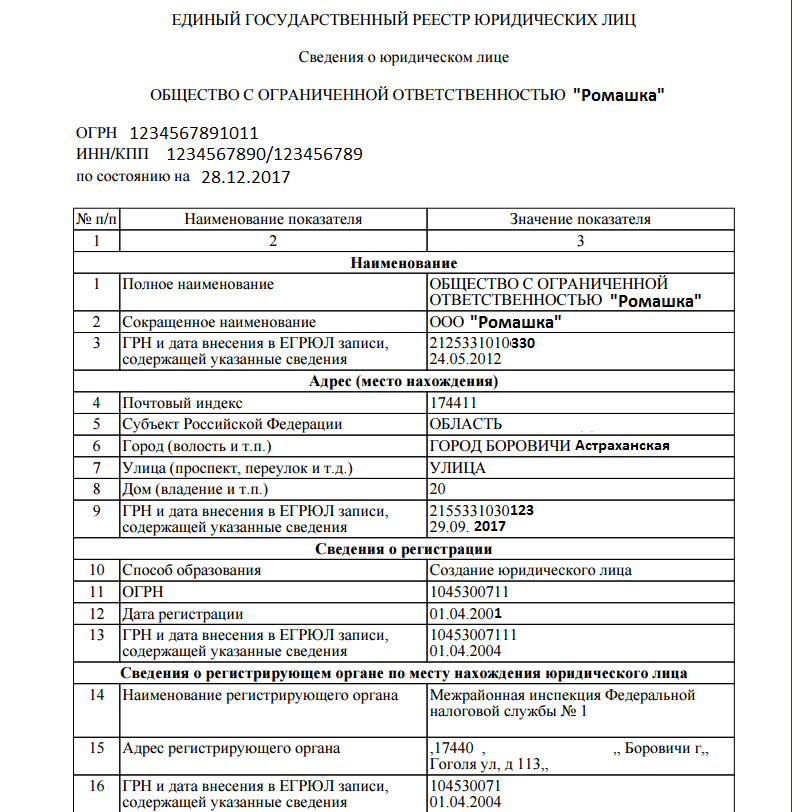 ЕДИНЫЙ ГОСУДАРСТВЕННЫЙ РЕЕСТР ЮРИДИЧЕСКИХ ЛИЦ
Сведения о юридическом лице
ОБЩЕСТВО С ОГРАНИЧЕННОЙ ОТВЕТСТВЕННОСТЬЮ "Ромашка"
ОГРН 1234567891011
ИНН/КПП 1234567890/123456789
по состоянию на 28.12.2017
№ п/п Наименование показателя Значение показателя
1 2 3
Наименование
1 Полное наименование ОБЩЕСТВО С ОГРАНИЧЕННОЙ
ОТВЕТСТВЕННОСТЬЮ "Ромашка"
2 Сокращенное наименование ООО "Ромашка"
3 ГРН и дата внесения в ЕГРЮЛ записи, 2125331010330
содержащей указанные сведения 24.05.2012
Адрес (место нахождения)
4 Почтовый индекс 174411
5 Субъект Российской Федерации ОБЛАСТЬ
6 Город (волость и т.п.) ГОРОД БОРОВИЧИ Астраханская
7 Улица (проспект, переулок и т.д.) УЛИЦА
8 Дом (владение и т.п.) 20
9 ГРН и дата внесения в ЕГРЮЛ записи, 2155331030123
содержащей указанные сведения 29.09. 2017
Сведения о регистрации
10 Способ образования Создание юридического лица
11 ОГРН 1045300711
12 Дата регистрации 01.04.2001
13 ГРН и дата внесения в ЕГРЮЛ записи, 10453007111
содержащей указанные сведения 01.04.2004
Сведения о регистрирующем органе по месту нахождения юридического лица
14 Наименование регистрирующего органа Межрайонная инспекция Федеральной
налоговой службы № 1
15 Адрес регистрирующего органа ,17440 , ,, Боровичи г,,
Гоголя ул, д 113,,
16 ГРН и дата внесения в ЕГРЮЛ записи, 104530071
содержащей указанные сведения 01.04.2004